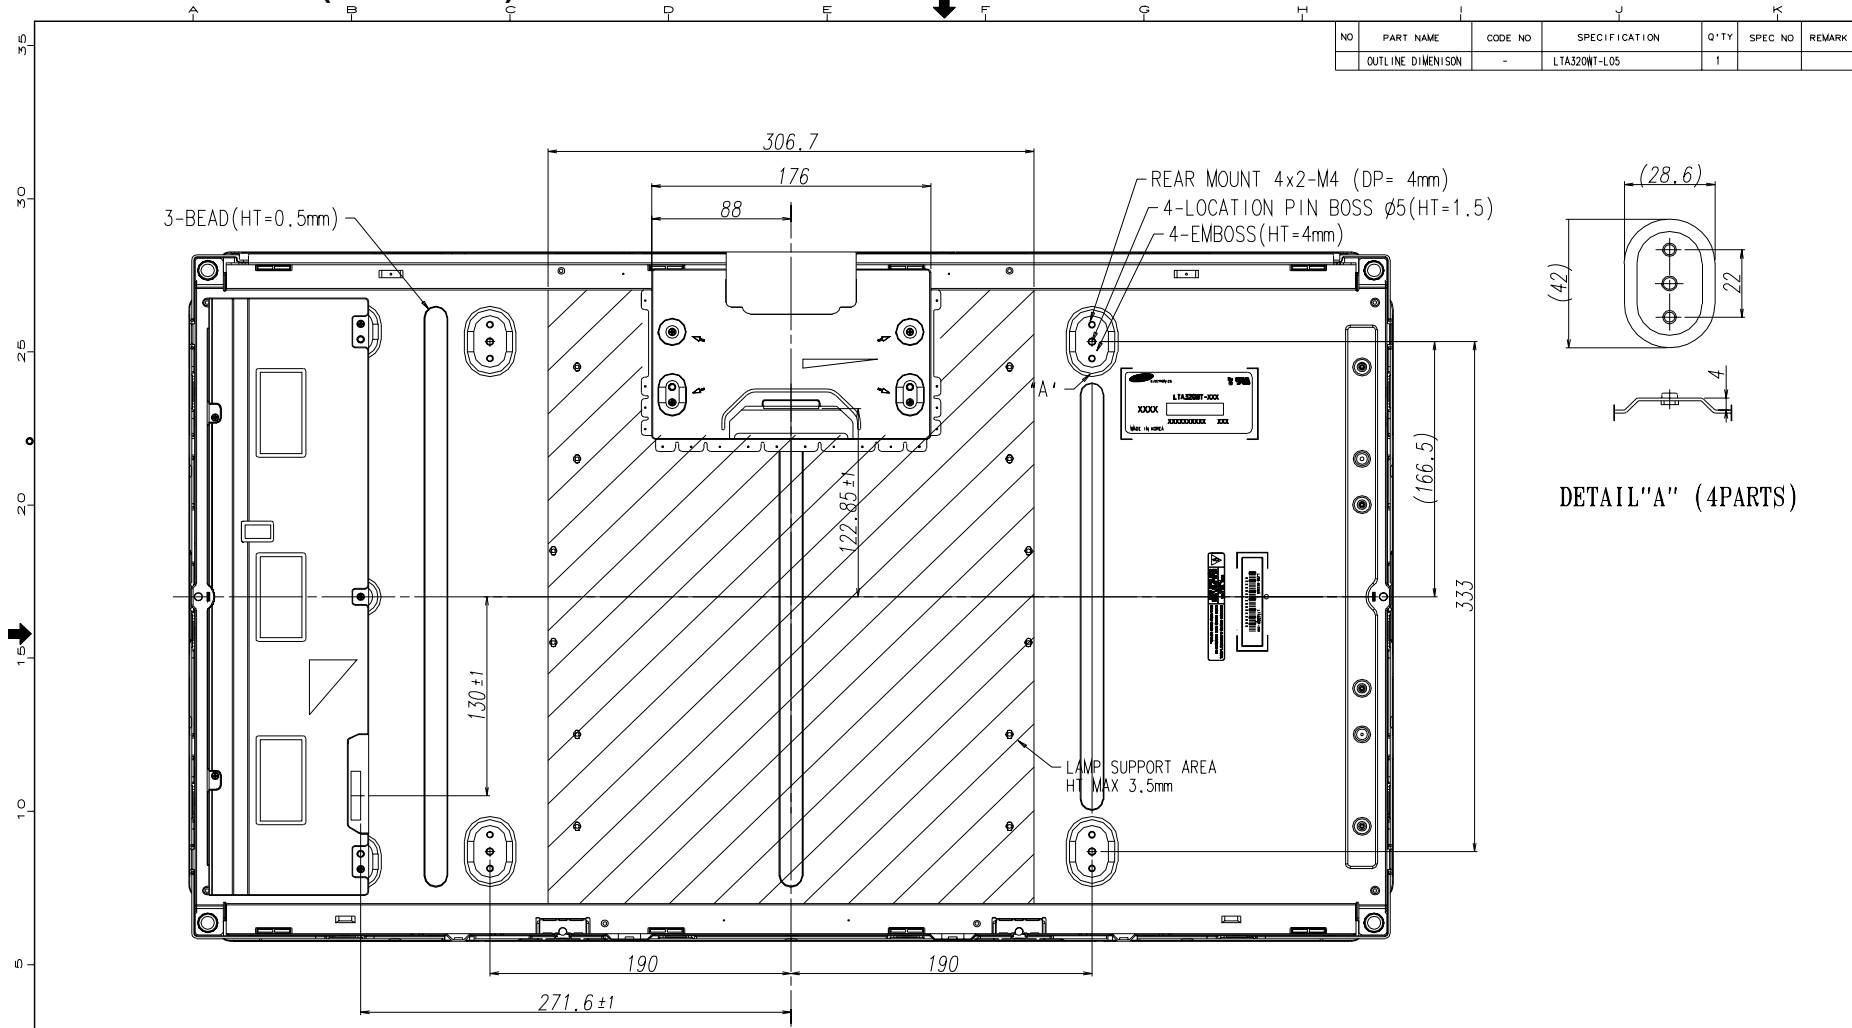 A B C D E F G H I J K
NO PART NAME CODE NO SPECIFICATION Q'TY SPEC NO REMARK
OUTLINE DIMENISON - LTA320WT-L05 1
35
30
25
20
15
10
5
306.7
176
88
3-BEAD(HT=0.5mm)
REAR MOUNT 4x2-M4 (DP= 4mm)
4-LOCATION PIN BOSS ø5(HT=1.5)
4-EMBOSS(HT=4mm)
(28.6)
(42)
22
4
DETAIL"A" (4PARTS)
"A"
LTA320WT-XXX
XXXX
XXXXXXXXXX XXX
MADE IN KOREA
122.85±1
(166.5)
333
130±1
LAMP SUPPORT AREA
HT MAX 3.5mm
190
190
271.6±1